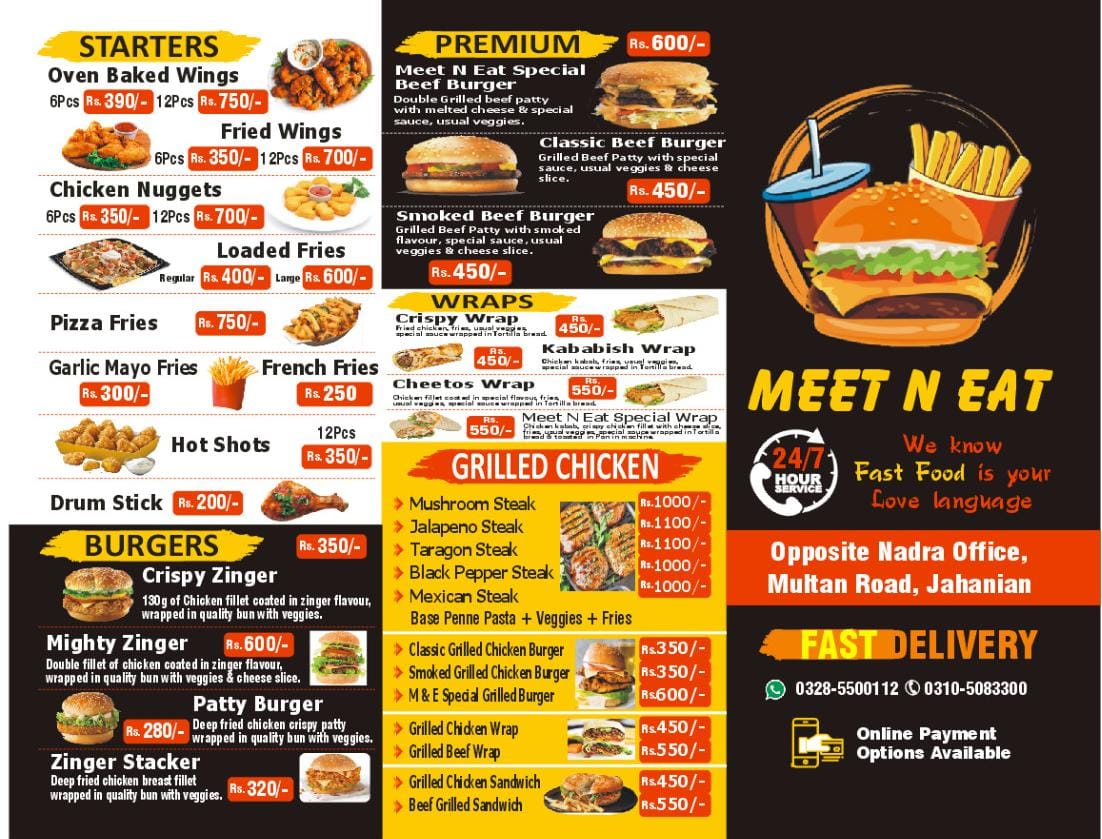 STARTERS
Oven Baked Wings
6Pcs Rs. 390/- 12Pcs Rs. 750/-
Fried Wings
6Pcs Rs. 350/- 12Pcs Rs. 700/-
Chicken Nuggets
6Pcs Rs. 350/- 12Pcs Rs. 700/-
Loaded Fries
Regular Rs. 400/- Large Rs. 600/-
Pizza Fries Rs. 750/-
Garlic Mayo Fries French Fries
Rs. 300/- Rs. 250
Hot Shots 12Pcs
Rs. 350/-
Drum Stick Rs. 200/-
BURGERS Rs. 350/-
Crispy Zinger
130g of Chicken fillet coated in zinger flavour,
wrapped in quality bun with veggies.
Mighty Zinger Rs. 600/-
Double fillet of chicken coated in zinger flavour,
wrapped in quality bun with veggies & cheese slice.
Patty Burger
Rs. 280/- Deep fried chicken crispy patty
wrapped in quality bun with veggies.
Zinger Stacker
Deep fried chicken breast fillet
wrapped in quality bun with veggies. Rs. 320/-
PREMIUM Rs. 600/-
Meet N Eat Special
Beef Burger
Double Grilled beef patty
with melted cheese & special
sauce, usual veggies.
Classic Beef Burger
Grilled Beef Patty with special
sauce, usual veggies & cheese
slice.
Rs. 450/-
Smoked Beef Burger
Grilled Beef Patty with smoked
flavour, special sauce, usual
veggies & cheese slice.
Rs. 450/-
WRAPS
Crispy Wrap
Fried chicken, fries, usual veggies,
special sauce wrapped in Tortilla bread.
Rs. 450/-
Kababish Wrap
Chicken kabab, fries, usual veggies,
special sauce wrapped in Tortilla bread.
Rs. 450/-
Cheetos Wrap
Chicken fillet coated in special flavour, fries,
usual veggies, special sauce wrapped in Tortilla bread.
Rs. 550/-
Meet N Eat Special Wrap
Chicken kabab, crispy chicken fillet with cheese slice,
fries, usual veggies, special sauce wrapped in Tortilla
bread & toasted in Pan in machine.
Rs. 550/-
GRILLED CHICKEN
Mushroom Steak Rs. 1000/-
Jalapeno Steak Rs. 1100/-
Taragon Steak Rs. 1100/-
Black Pepper Steak Rs. 1000/-
Mexican Steak Rs. 1000/-
Base Penne Pasta + Veggies + Fries
Classic Grilled Chicken Burger Rs. 350/-
Smoked Grilled Chicken Burger Rs. 350/-
M & E Special Grilled Burger Rs. 600/-
Grilled Chicken Wrap Rs. 450/-
Grilled Beef Wrap Rs. 550/-
Grilled Chicken Sandwich Rs. 450/-
Beef Grilled Sandwich Rs. 550/-
MEET N EAT
24/7
HOUR
SERVICE
We know
Fast Food is your
Love language
Opposite Nadra Office,
Multan Road, Jahanian
FAST DELIVERY
0328-5500112 0310-5083300
Online Payment
Options Available